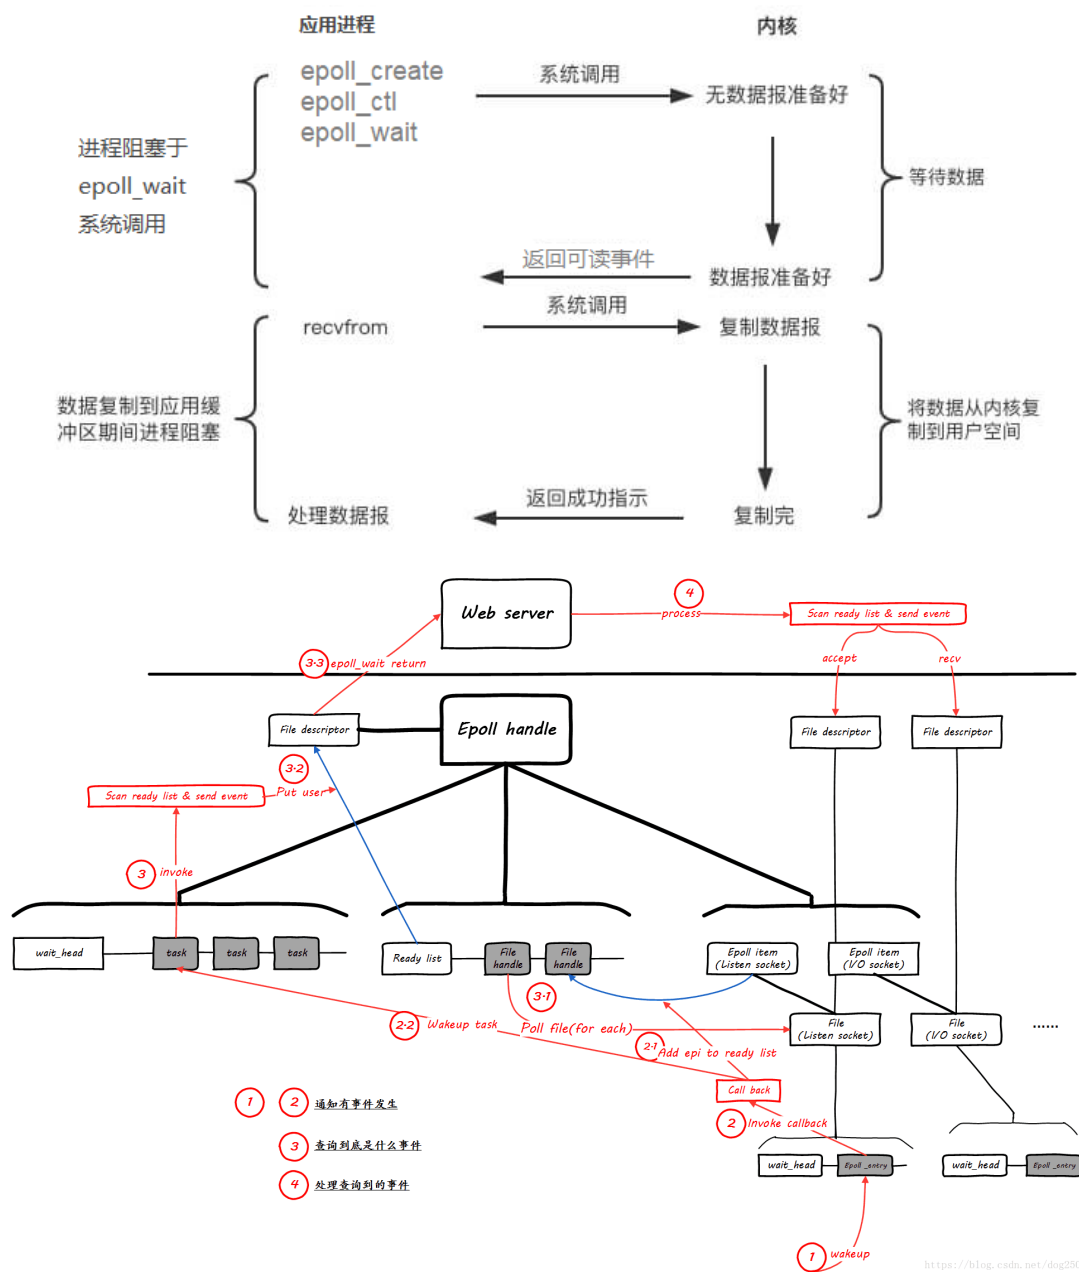 应用进程
内核
epoll_create
epoll_ctl
epoll_wait
系统调用
无数据报准备好
进程阻塞于
epoll_wait
系统调用
等待数据
返回可读事件
数据报准备好
系统调用
recvfrom
复制数据报
数据复制到应用缓
冲区期间进程阻塞
将数据从内核复
制到用户空间
返回成功指示
处理数据报
复制完
Web server
4
process
Scan ready list & send event
3·3
epoll_wait return
accept
recv
File descriptor
Epoll handle
File descriptor
File descriptor
3·2
Put user
Scan ready list & send event
3
invoke
wait_head
task
task
task
Ready list
File
handle
File
handle
Epoll item
(Listen socket)
Epoll item
(I/O socket)
3·1
2·2
Wakeup task
Poll file(for each)
File
(Listen socket)
File
(I/O socket)
......
2·1
Add epi to ready list
Call back
1
2
通知有事件发生
2
Invoke callback
3
查询到底是什么事件
wait_head
Epoll _entry
wait_head
Epoll _entry
4
处理查询到的事件
1
wakeup
https://blog.csdn.net/dog250